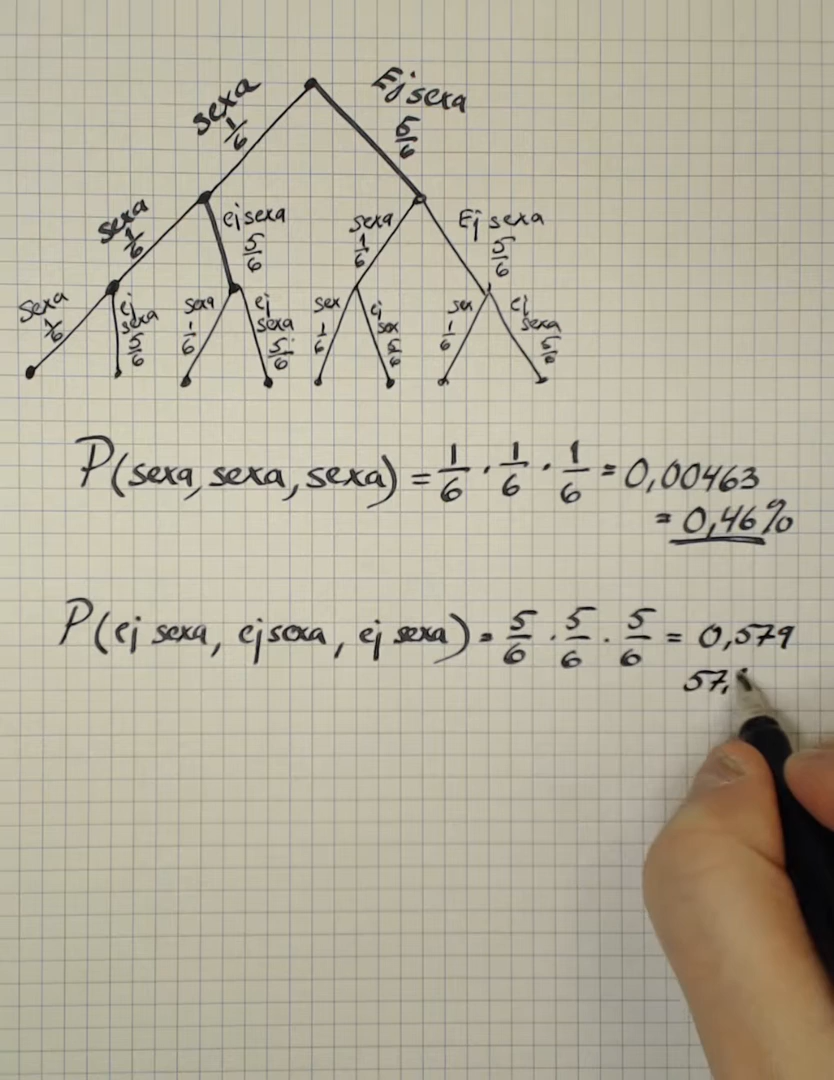 sexa Ej sexa
1/6 5/6
sexa ej sexa sexa Ej sexa
1/6 5/6 1/6 5/6
sexa ej sexa sexa ej sexa sex ej sex sex ej sexa
1/6 5/6 1/6 5/6 1/6 5/6 1/6 5/6
P(sexa, sexa, sexa) = 1/6 · 1/6 · 1/6 = 0,00463
= 0,46%
P(ej sexa, ej sexa, ej sexa) = 5/6 · 5/6 · 5/6 = 0,579
57,